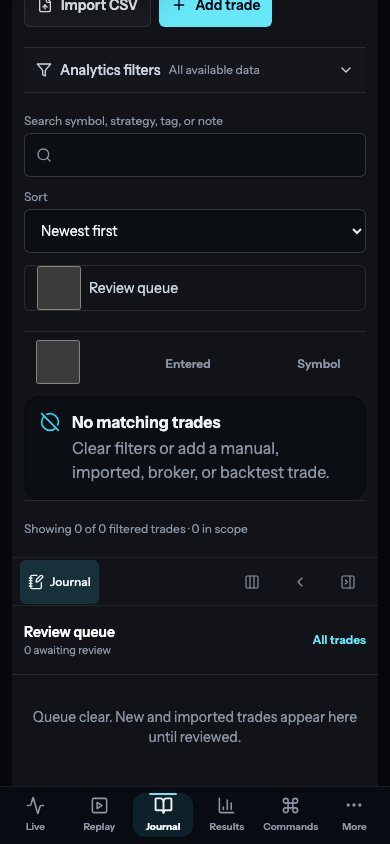 Import CSV
Add trade
Analytics filters All available data
Search symbol, strategy, tag, or note
Sort
Newest first
Review queue
Entered Symbol
No matching trades
Clear filters or add a manual,
imported, broker, or backtest trade.
Showing 0 of 0 filtered trades · 0 in scope
Journal
Review queue
0 awaiting review
All trades
Queue clear. New and imported trades appear here
until reviewed.
Live Replay Journal Results Commands More